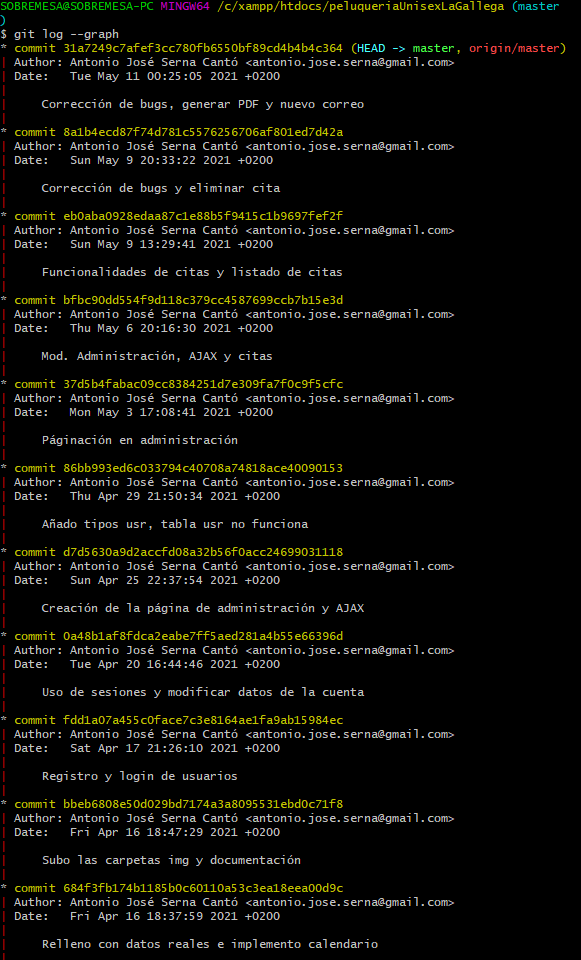 SOBREMESA@SOBREMESA-PC MINGW64 /c/xampp/htdocs/peluqueriaUnisexLaGallega (master
)
$ git log --graph
* commit 31a7249c7afef3cc780fb6550bf89cd4b4b4c364 (HEAD -> master, origin/master)
| Author: Antonio José Serna Cantó <antonio.jose.serna@gmail.com>
| Date:   Tue May 11 00:25:05 2021 +0200
|
|     Corrección de bugs, generar PDF y nuevo correo
|
* commit 8a1b4ecd87f74d781c5576256706af801ed7d42a
| Author: Antonio José Serna Cantó <antonio.jose.serna@gmail.com>
| Date:   Sun May 9 20:33:22 2021 +0200
|
|     Corrección de bugs y eliminar cita
|
* commit eb0aba0928edaa87c1e88b5f9415c1b9697fef2f
| Author: Antonio José Serna Cantó <antonio.jose.serna@gmail.com>
| Date:   Sun May 9 13:29:41 2021 +0200
|
|     Funcionalidades de citas y listado de citas
|
* commit bfbc90dd554f9d118c379cc4587699ccb7b15e3d
| Author: Antonio José Serna Cantó <antonio.jose.serna@gmail.com>
| Date:   Thu May 6 20:16:30 2021 +0200
|
|     Mod. Administración, AJAX y citas
|
* commit 37d5b4fabac09cc8384251d7e309fa7f0c9f5cfc
| Author: Antonio José Serna Cantó <antonio.jose.serna@gmail.com>
| Date:   Mon May 3 17:08:41 2021 +0200
|
|     Páginación en administración
|
* commit 86bb993ed6c033794c40708a74818ace40090153
| Author: Antonio José Serna Cantó <antonio.jose.serna@gmail.com>
| Date:   Thu Apr 29 21:50:34 2021 +0200
|
|     Añado tipos usr, tabla usr no funciona
|
* commit d7d5630a9d2accfd08a32b56f0acc24699031118
| Author: Antonio José Serna Cantó <antonio.jose.serna@gmail.com>
| Date:   Sun Apr 25 22:37:54 2021 +0200
|
|     Creación de la página de administración y AJAX
|
* commit 0a48b1af8fdca2eabe7ff5aed281a4b55e66396d
| Author: Antonio José Serna Cantó <antonio.jose.serna@gmail.com>
| Date:   Tue Apr 20 16:44:46 2021 +0200
|
|     Uso de sesiones y modificar datos de la cuenta
|
* commit fdd1a07a455c0face7c3e8164ae1fa9ab15984ec
| Author: Antonio José Serna Cantó <antonio.jose.serna@gmail.com>
| Date:   Sat Apr 17 21:26:10 2021 +0200
|
|     Registro y login de usuarios
|
* commit bbeb6808e50d029bd7174a3a8095531ebd0c71f8
| Author: Antonio José Serna Cantó <antonio.jose.serna@gmail.com>
| Date:   Fri Apr 16 18:47:29 2021 +0200
|
|     Subo las carpetas img y documentación
|
* commit 684f3fb174b1185b0c60110a53c3ea18eea00d9c
| Author: Antonio José Serna Cantó <antonio.jose.serna@gmail.com>
| Date:   Fri Apr 16 18:37:59 2021 +0200
|
|     Relleno con datos reales e implemento calendario
|